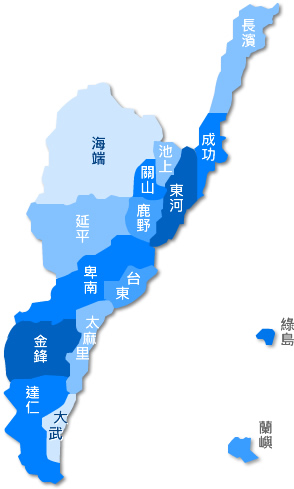 長濱
成功
海端
池上
關山
東河
鹿野
延平
卑南
台東
太麻里
金鋒
綠島
達仁
大武
蘭嶼